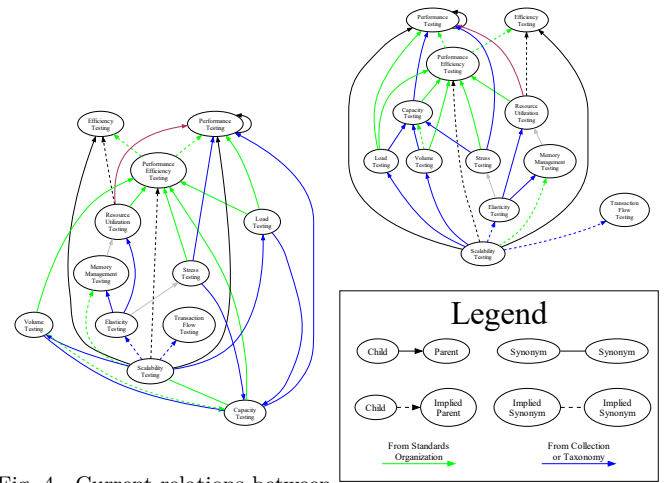 Efficiency
Testing
Performance
Testing
Performance
Efficiency
Testing
Resource
Utilization
Testing
Load
Testing
Memory
Management
Testing
Stress
Testing
Volume
Testing
Elasticity
Testing
Transaction
Flow
Testing
Scalability
Testing
Capacity
Testing
Fig. 4. Current relations between
Performance
Testing
Efficiency
Testing
Performance
Efficiency
Testing
Capacity
Testing
Resource
Utilization
Testing
Load
Testing
Volume
Testing
Stress
Testing
Memory
Management
Testing
Elasticity
Testing
Transaction
Flow
Testing
Scalability
Testing
Legend
Child
Parent
Synonym
Synonym
Child
Implied
Parent
Implied
Synonym
Implied
Synonym
From Standards
Organization
From Collection
or Taxonomy